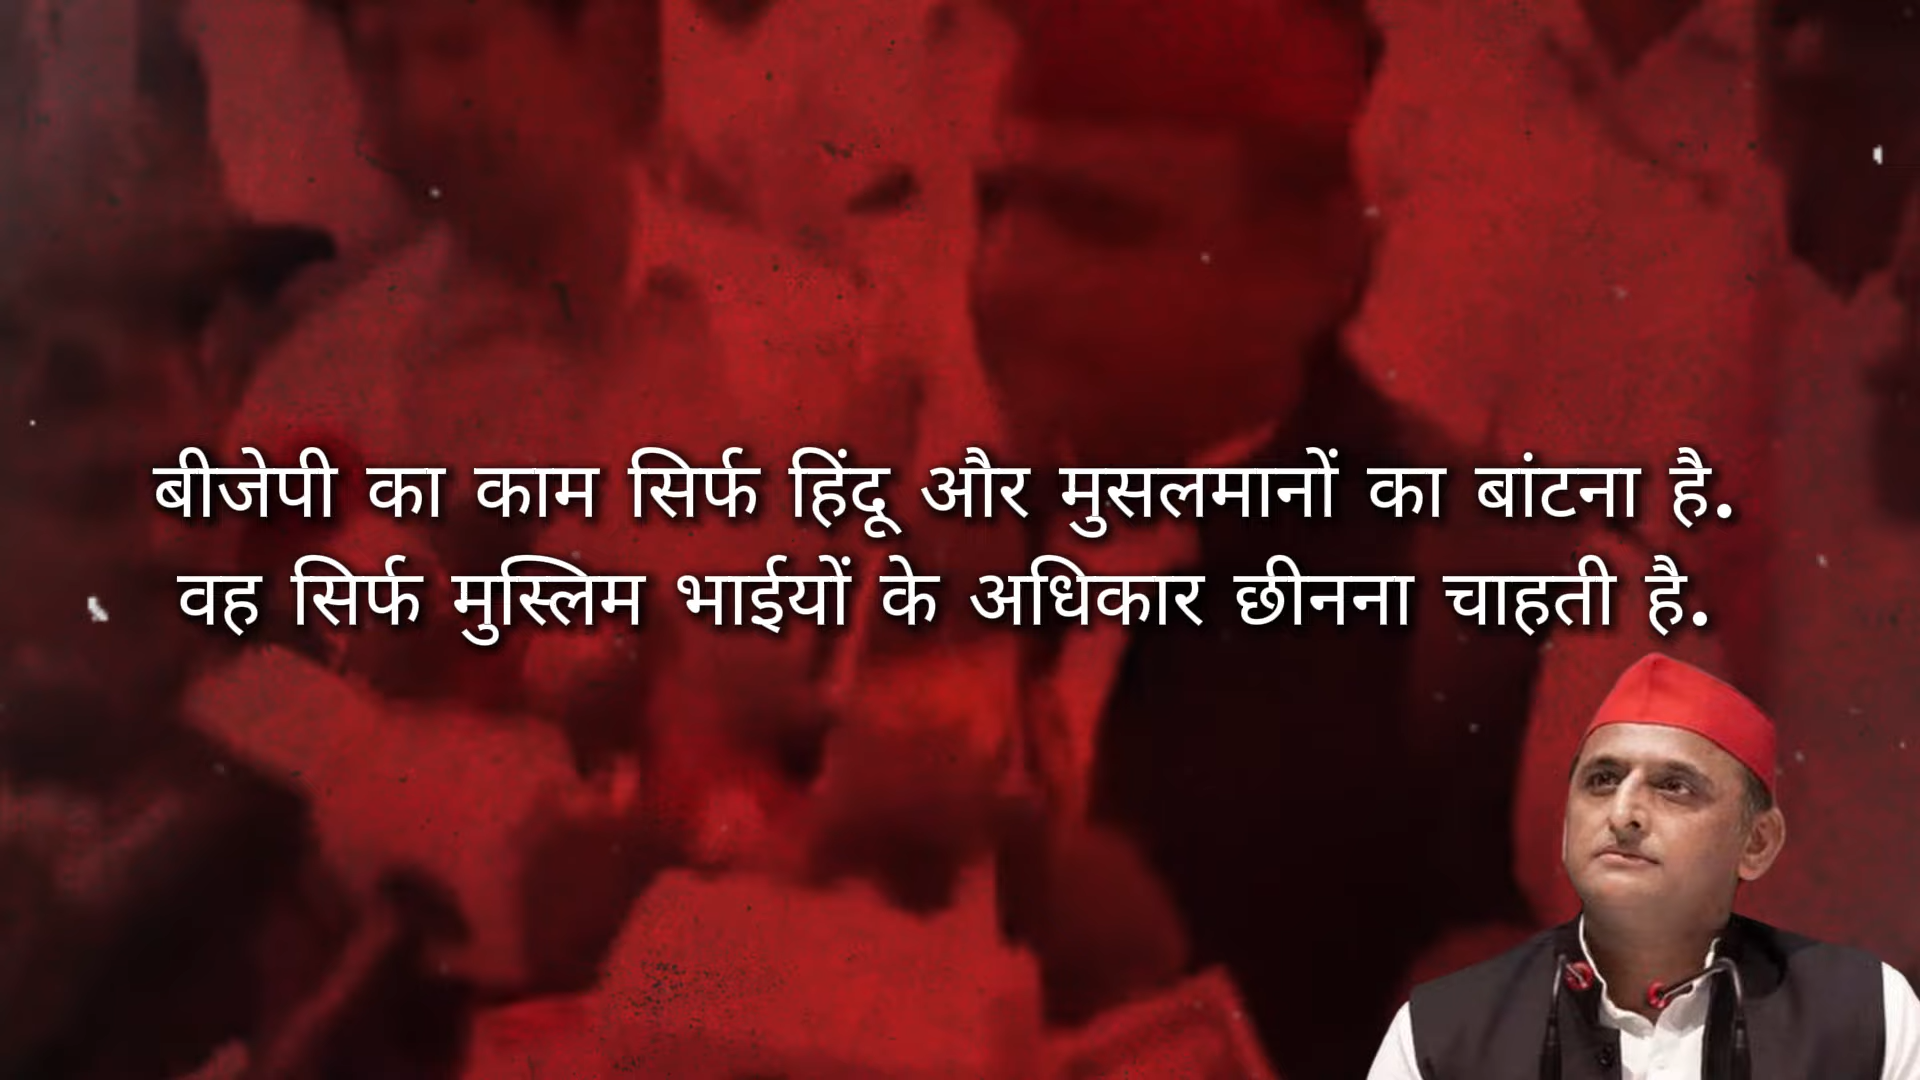 बीजेपी का काम सिर्फ हिंदू और मुसलमानों का बांटना है.
वह सिर्फ मुस्लिम भाईयों के अधिकार छीनना चाहती है.